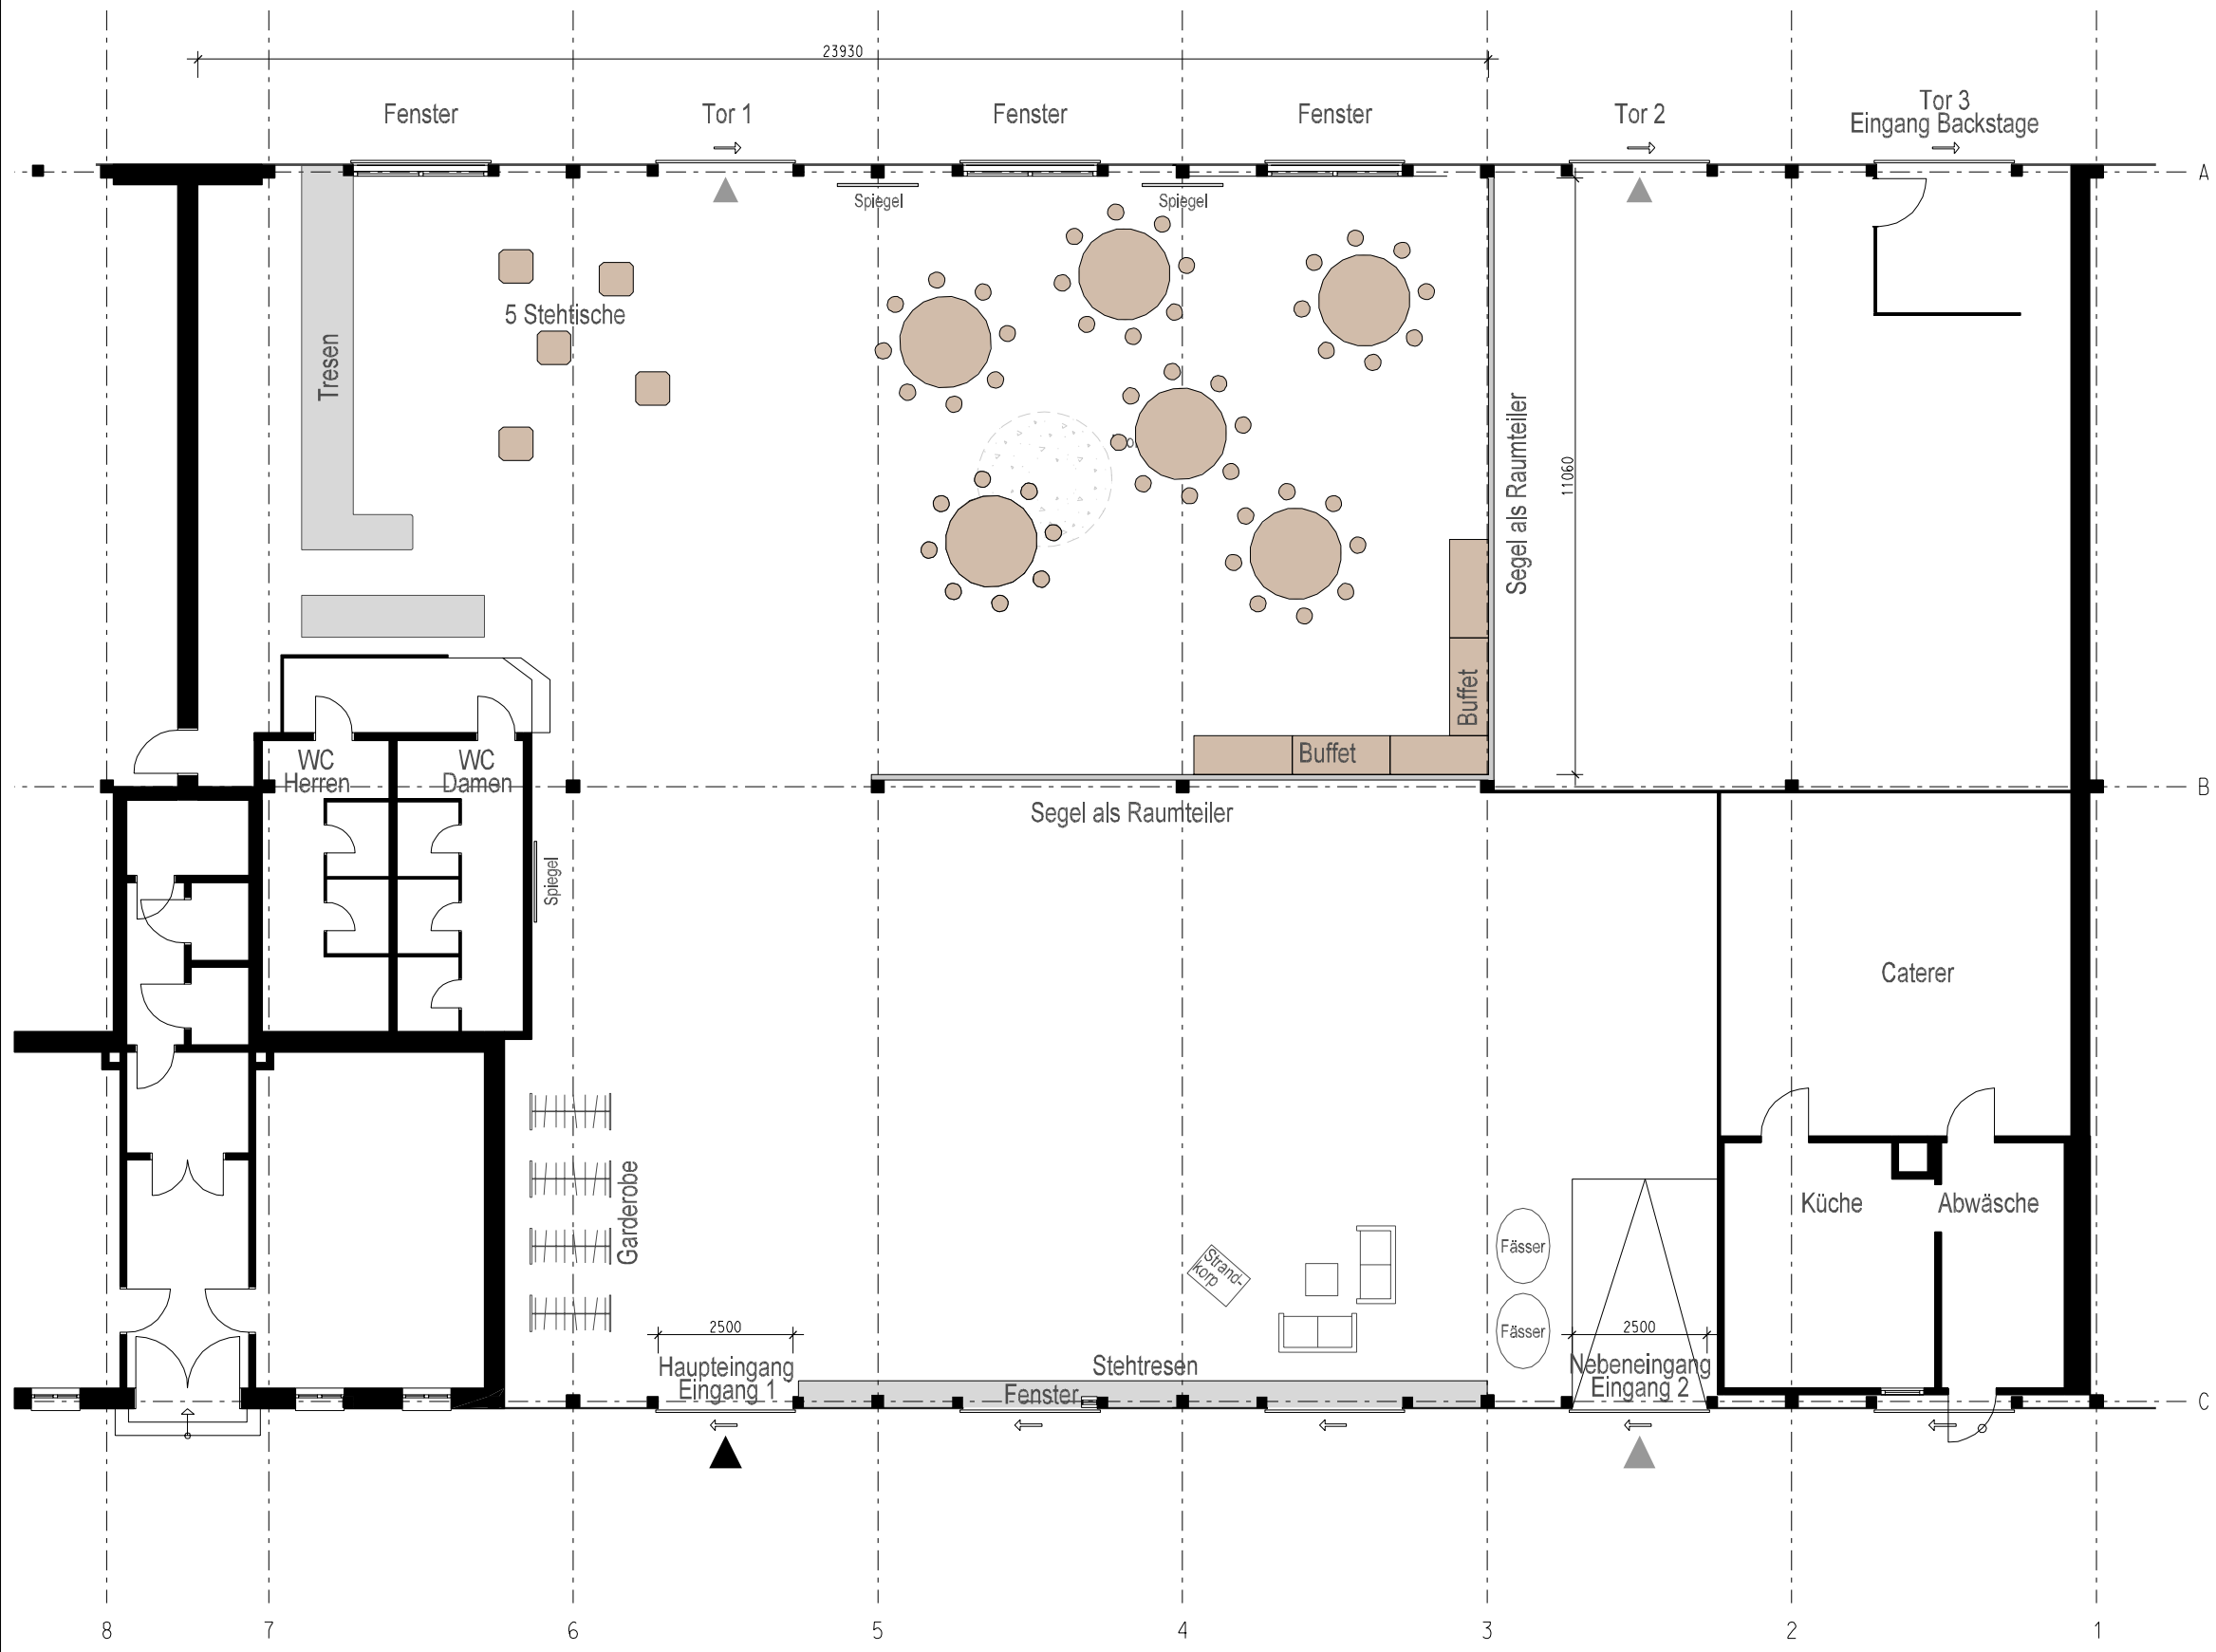 23930
Fenster
Tor 1
Fenster
Fenster
Tor 2
Tor 3
Eingang Backstage
A
Spiegel
Spiegel
5 Stehtische
Tresen
Segel als Raumteiler
11060
Buffet
Buffet
WC
Herren
WC
Damen
B
Segel als Raumteiler
Spiegel
Caterer
Küche
Abwäsche
Garderobe
Strand-
korp
Fässer
Fässer
2500
2500
Haupteingang
Eingang 1
Stehtresen
Fenster
Nebeneingang
Eingang 2
C
8
7
6
5
4
3
2
1